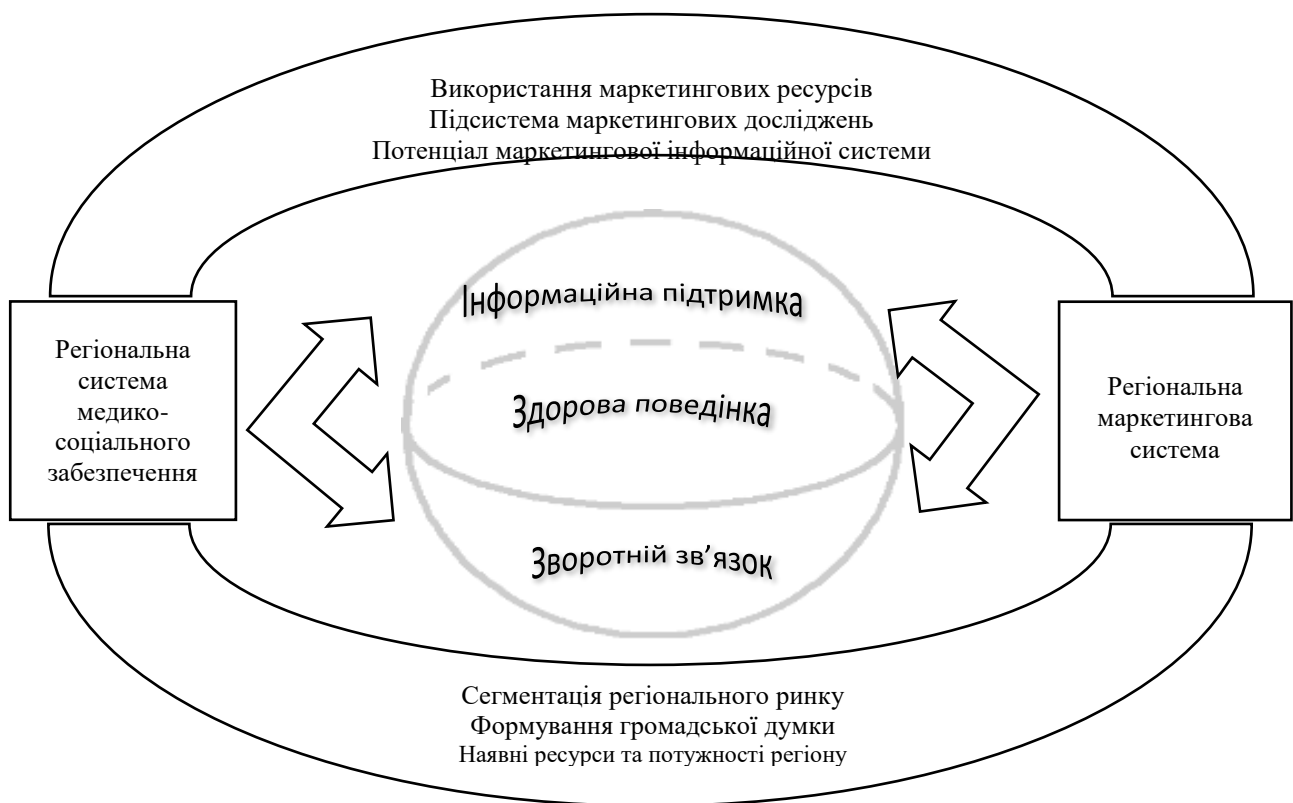 Використання маркетингових ресурсів
Підсистема маркетингових досліджень
Потенціал маркетингової інформаційної системи
Інформаційна підтримка
Регіональна
система
медико-
соціального
забезпечення
Здорова поведінка
Регіональна
маркетингова
система
Зворотній зв’язок
Сегментація регіонального ринку
Формування громадської думки
Наявні ресурси та потужності регіону